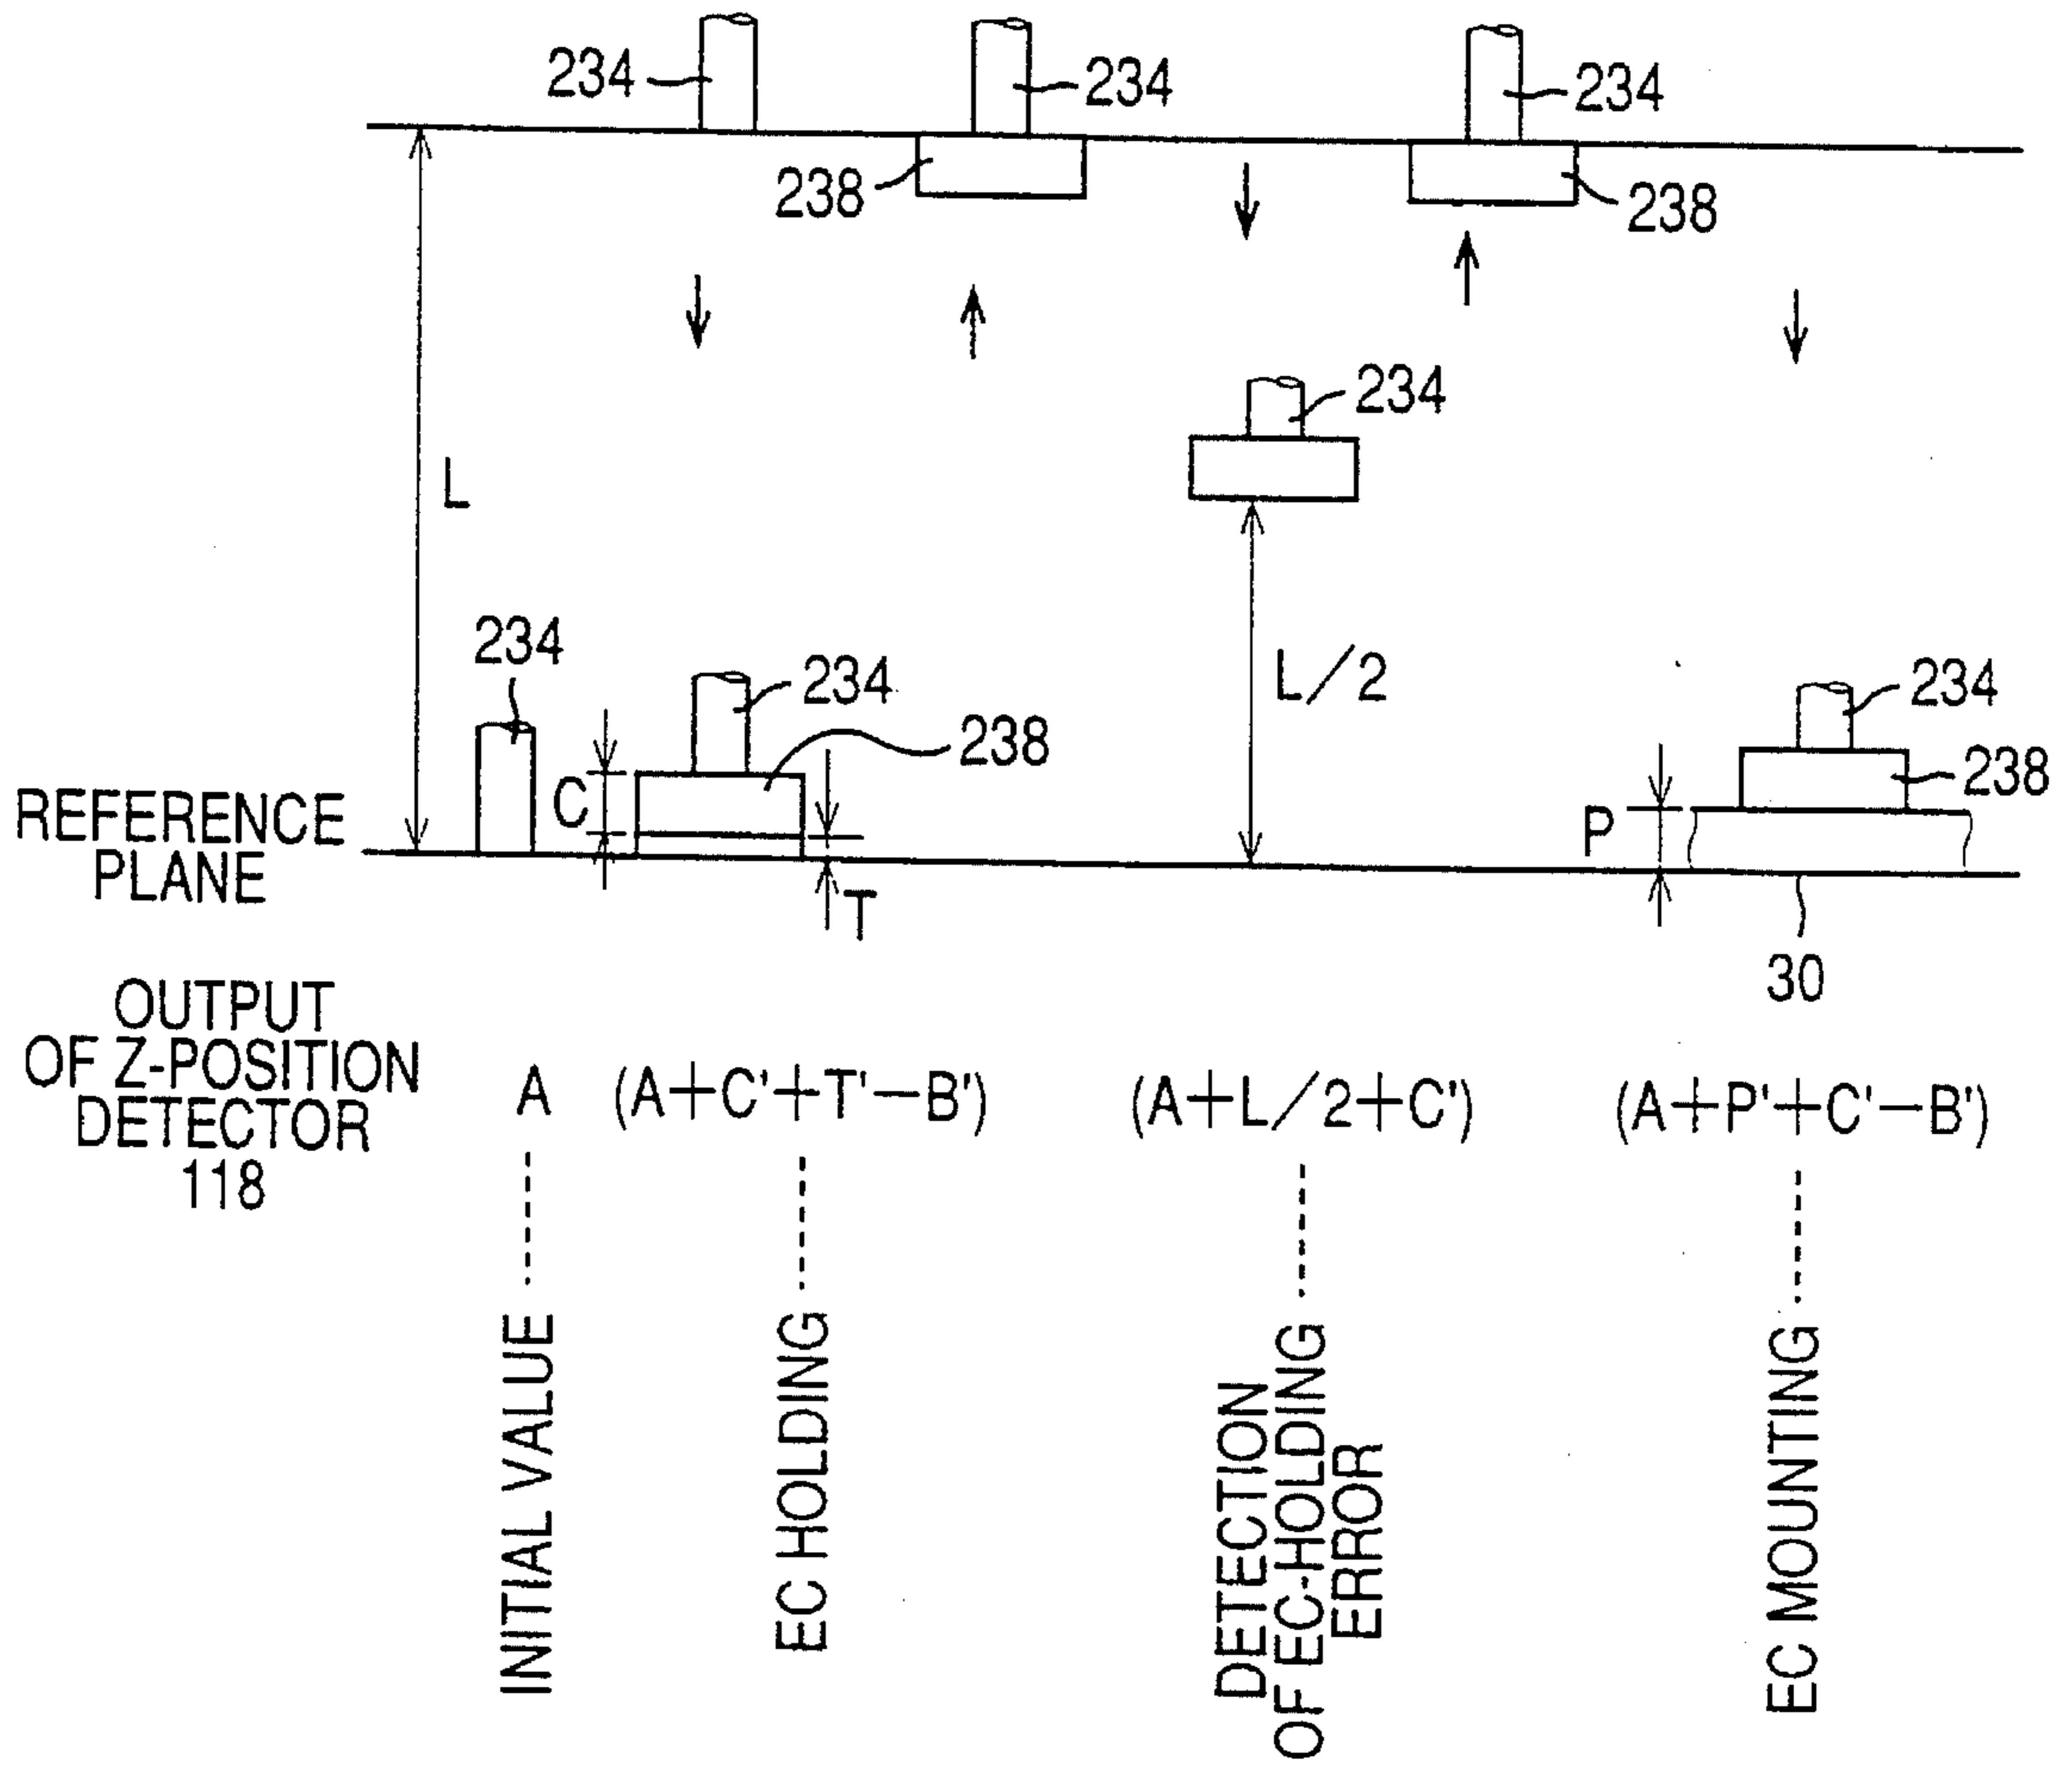 234
234
234
238
238
L
234
L/2
234
234
238
C
T
234
238
P
30
REFERENCE
PLANE
OUTPUT
OF Z-POSITION
DETECTOR
118
A
(A+C'+T'-B')
(A+L/2+C')
(A+P'+C'-B')
INITIAL VALUE
EC HOLDING
DETECTION
OF EC-HOLDING
ERROR
EC MOUNTING